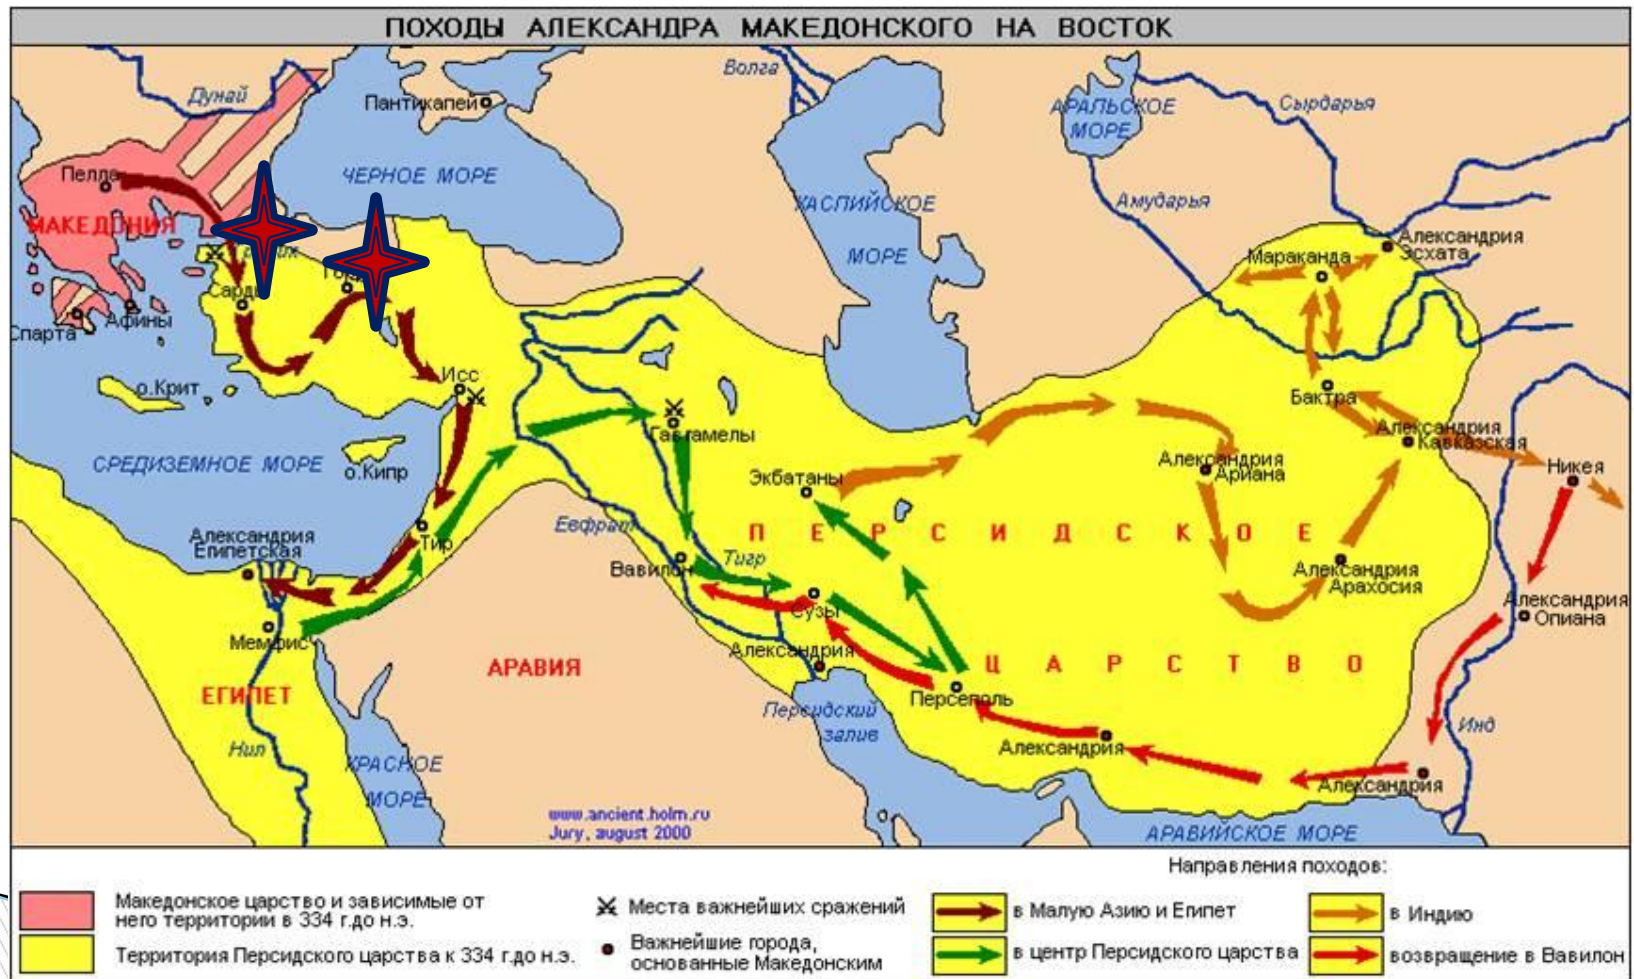 ПОХОДЫ АЛЕКСАНДРА МАКЕДОНСКОГО НА ВОСТОК
Волга
Дунай
Пантикапей
АРАЛЬСКОЕ
МОРЕ
Сырдарья
Пелла
ЧЕРНОЕ МОРЕ
КАСПИЙСКОЕ
МОРЕ
Амударья
МАКЕДОНИЯ
Александрия
Эсхата
Мараканда
Сарды
Спарта
Афины
Исс
о.Крит
Бактра
Гавгамелы
Александрия
Кавказская
СРЕДИЗЕМНОЕ МОРЕ
о.Кипр
Экбатаны
Александрия
Ариана
Никея
Александрия
Египетская
Тир
Евфрат
ПЕРСИДСКОЕ
Вавилон
Тигр
Александрия
Арахосия
Сузы
Александрия
Опиана
Мемфис
Александрия
АРАВИЯ
ЦАРСТВО
ЕГИПЕТ
Персеполь
Персидский
залив
Нил
Александрия
Инд
КРАСНОЕ
МОРЕ
Александрия
www.ancient.holm.ru
Jury, august 2000
АРАВИЙСКОЕ МОРЕ
Направления походов:
Македонское царство и зависимые от
него территории в 334 г.до н.э.
Места важнейших сражений
в Малую Азию и Египет
в Индию
Территория Персидского царства к 334 г.до н.э.
Важнейшие города,
основанные Македонским
в центр Персидского царства
возвращение в Вавилон